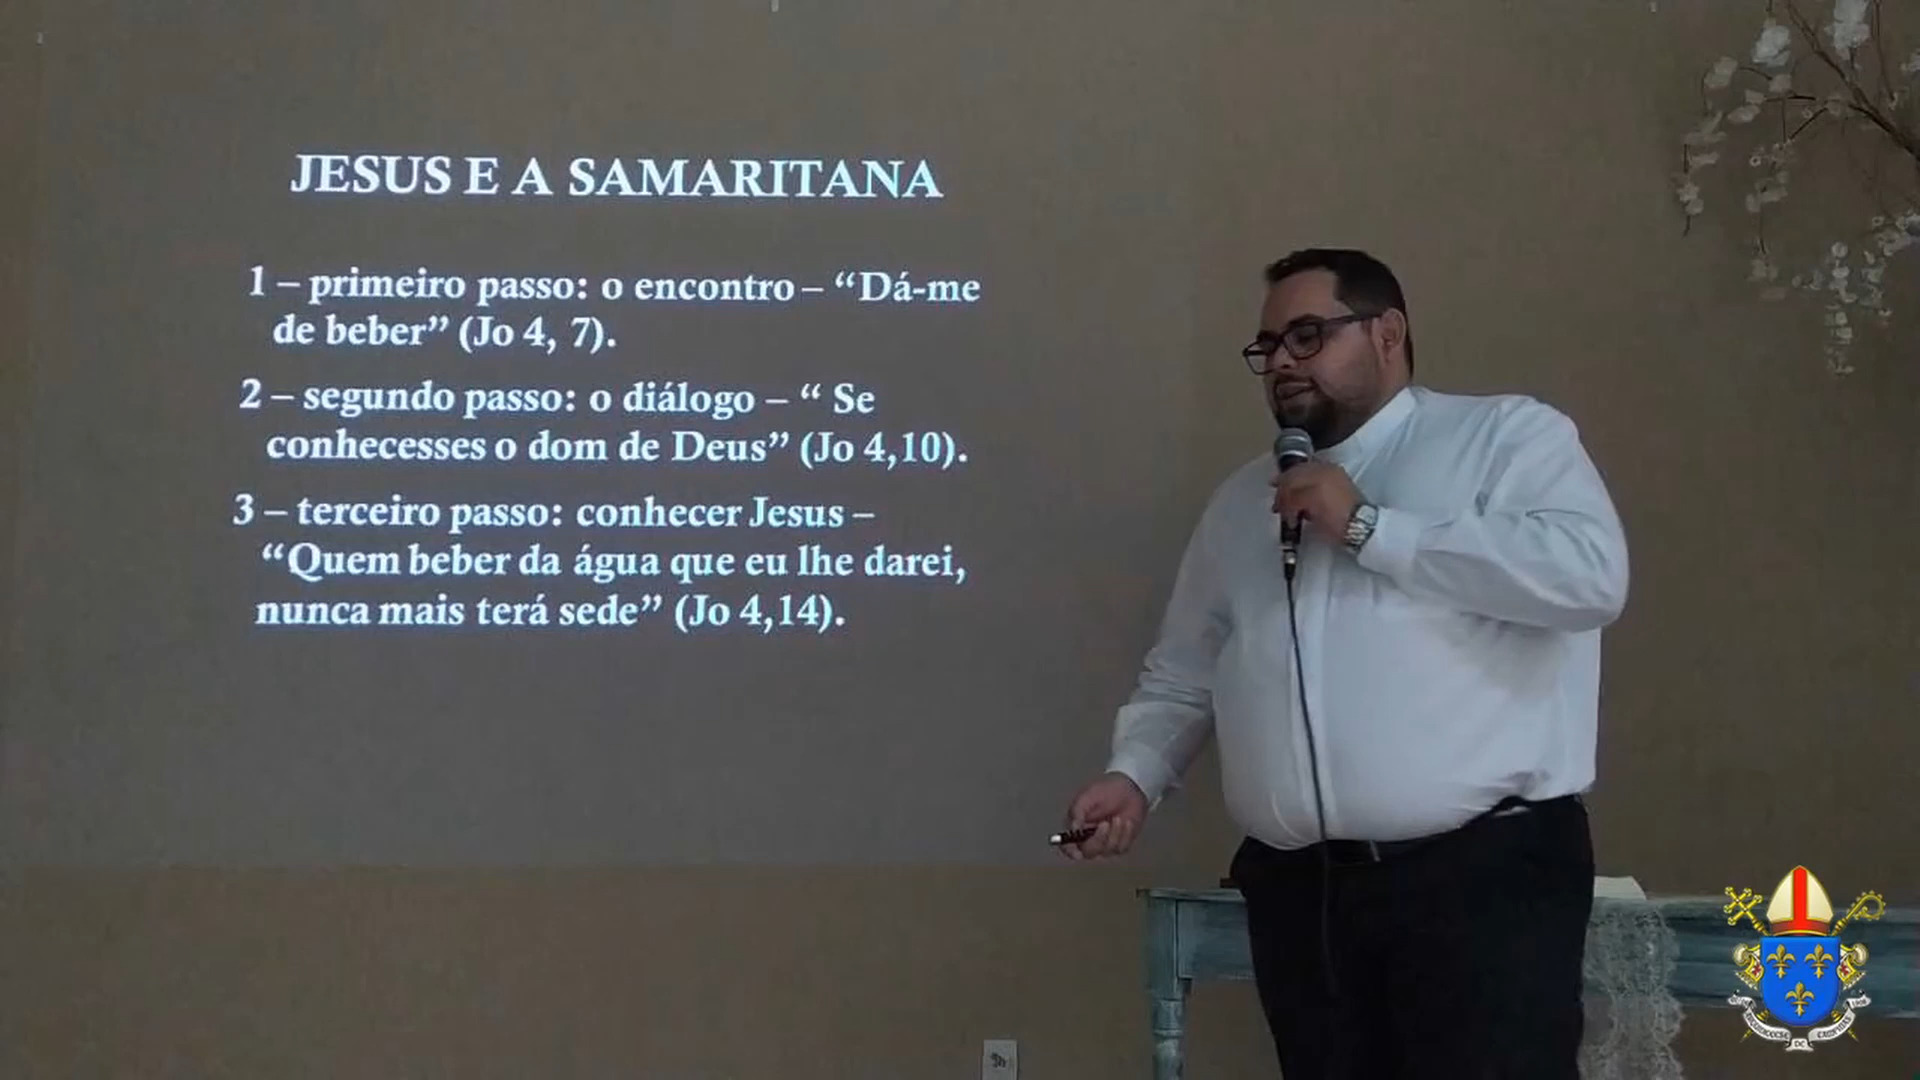 JESUS E A SAMARITANA
1 – primeiro passo: o encontro – “Dá-me
de beber” (Jo 4, 7).
2 – segundo passo: o diálogo – “ Se
conhecesses o dom de Deus” (Jo 4,10).
3 – terceiro passo: conhecer Jesus –
“Quem beber da água que eu lhe darei,
nunca mais terá sede” (Jo 4,14).